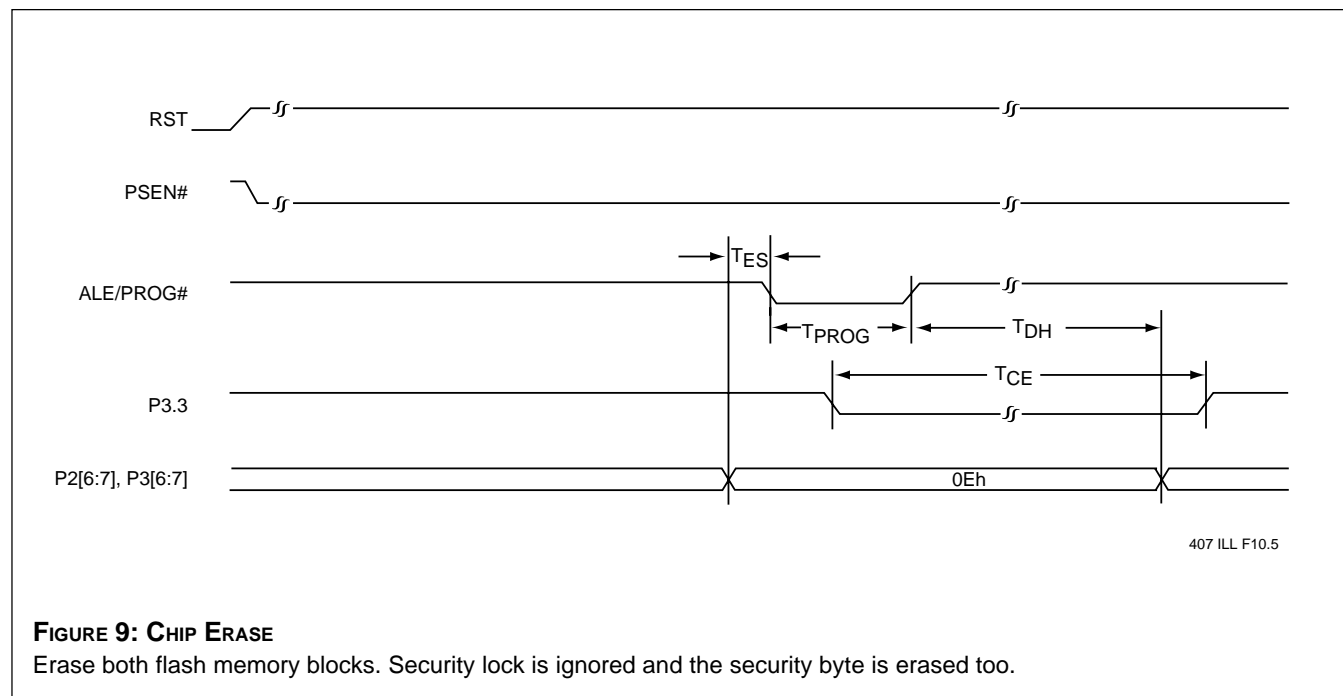 RST
PSEN#
TES
ALE/PROG#
TPROG
TDH
TCE
P3.3
P2[6:7], P3[6:7]
0Eh
407 ILL F10.5
FIGURE 9: CHIP ERASE
Erase both flash memory blocks. Security lock is ignored and the security byte is erased too.